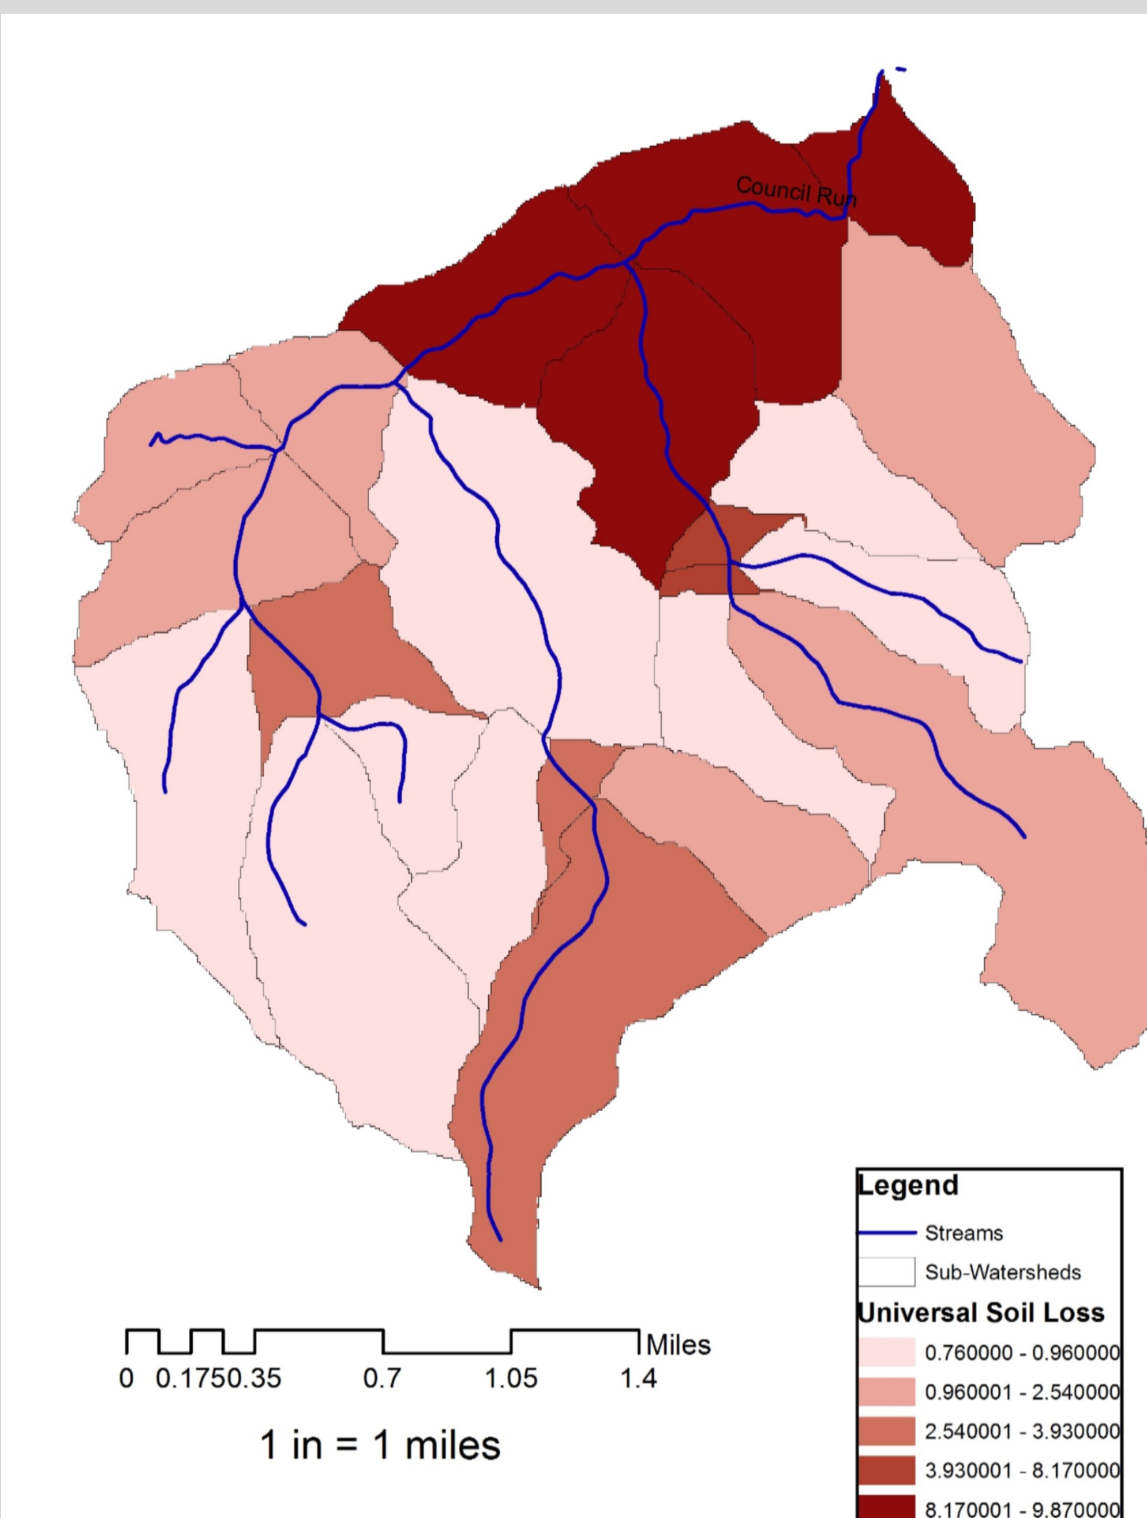 Council Run
Legend
Streams
Sub-Watersheds
Universal Soil Loss
0.760000 - 0.960000
0.960001 - 2.540000
2.540001 - 3.930000
3.930001 - 8.170000
8.170001 - 9.870000
Miles
0 0.175 0.35 0.7 1.05 1.4
1 in = 1 miles